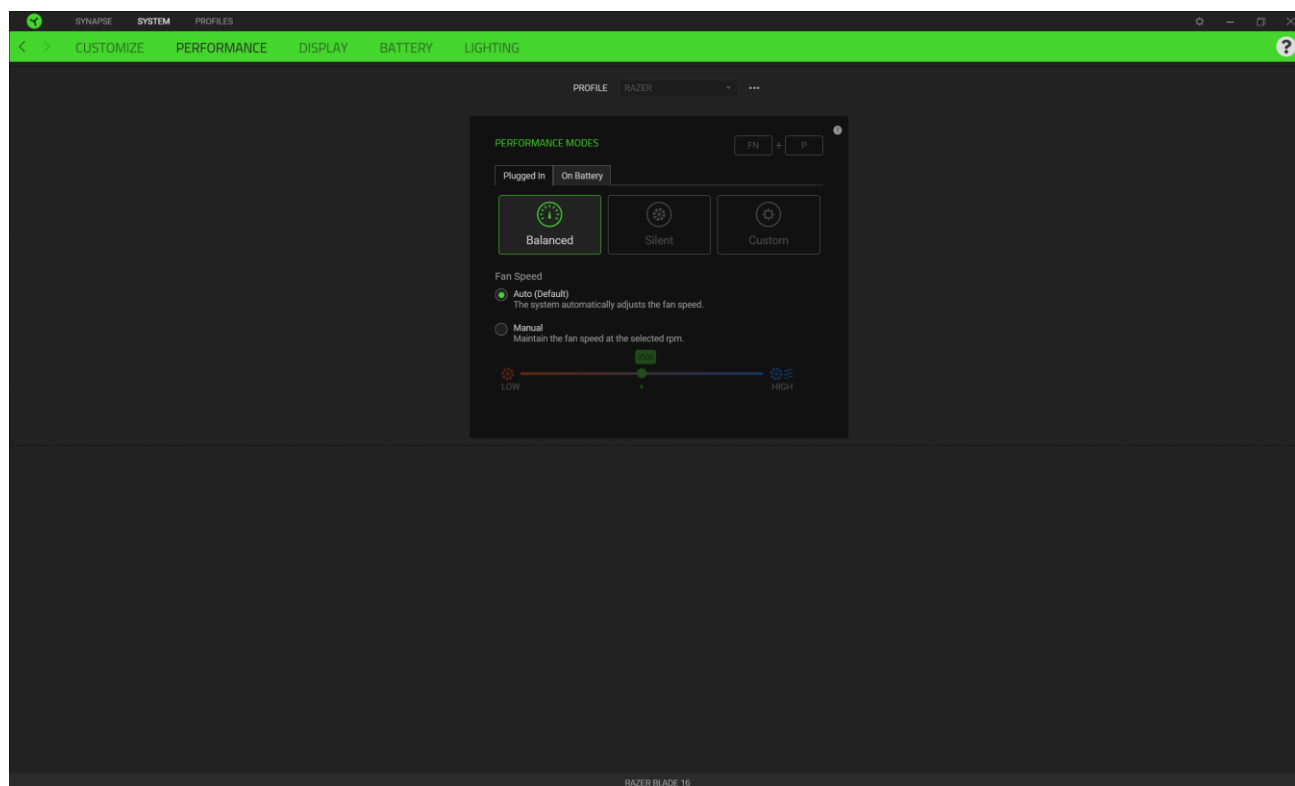 SYNAPSE SYSTEM PROFILES
CUSTOMIZE PERFORMANCE DISPLAY BATTERY LIGHTING ?
PROFILE RAZER
PERFORMANCE MODES FN + P
Plugged In On Battery
Balanced Silent Custom
Fan Speed
Auto (Default)
The system automatically adjusts the fan speed.
Manual
Maintain the fan speed at the selected rpm.
LOW HIGH
RAZER BLADE 16